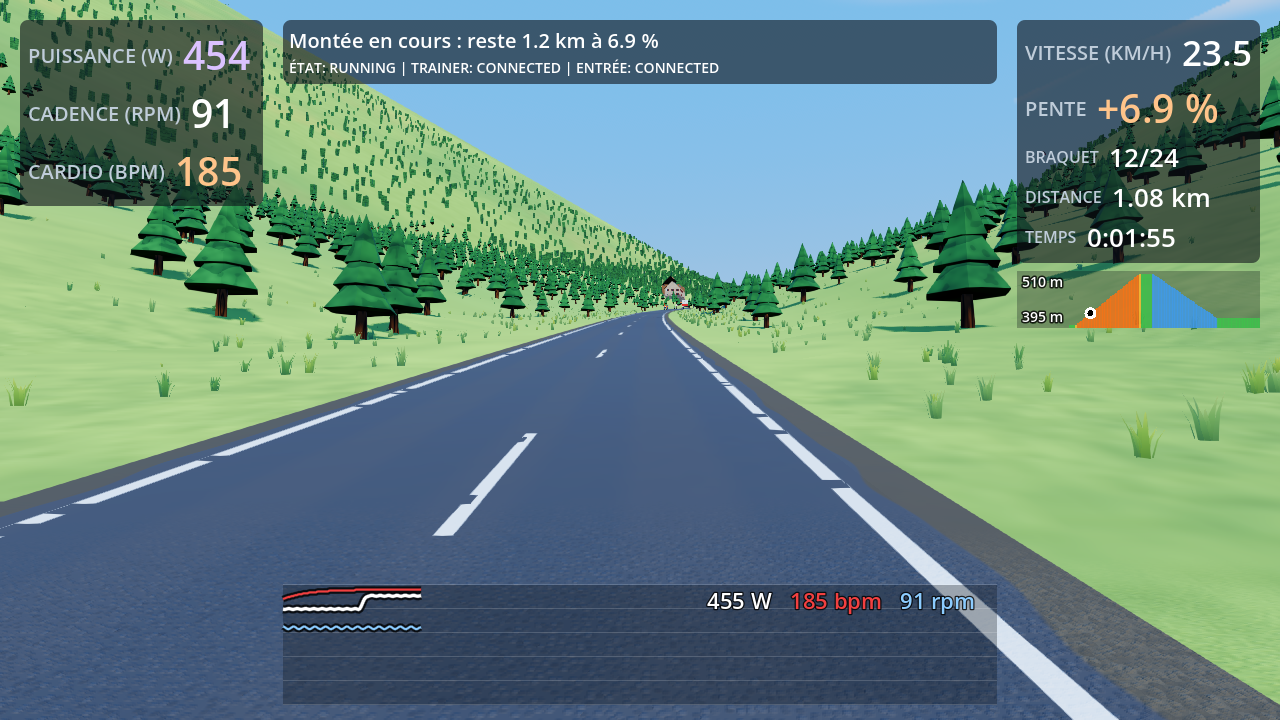 PUISSANCE (W) 454
CADENCE (RPM) 91
CARDIO (BPM) 185
Montée en cours : reste 1.2 km à 6.9 %
ÉTAT: RUNNING | TRAINER: CONNECTED | ENTRÉE: CONNECTED
VITESSE (KM/H) 23.5
PENTE +6.9 %
BRAQUET 12/24
DISTANCE 1.08 km
TEMPS 0:01:55
510 m
395 m
455 W 185 bpm 91 rpm